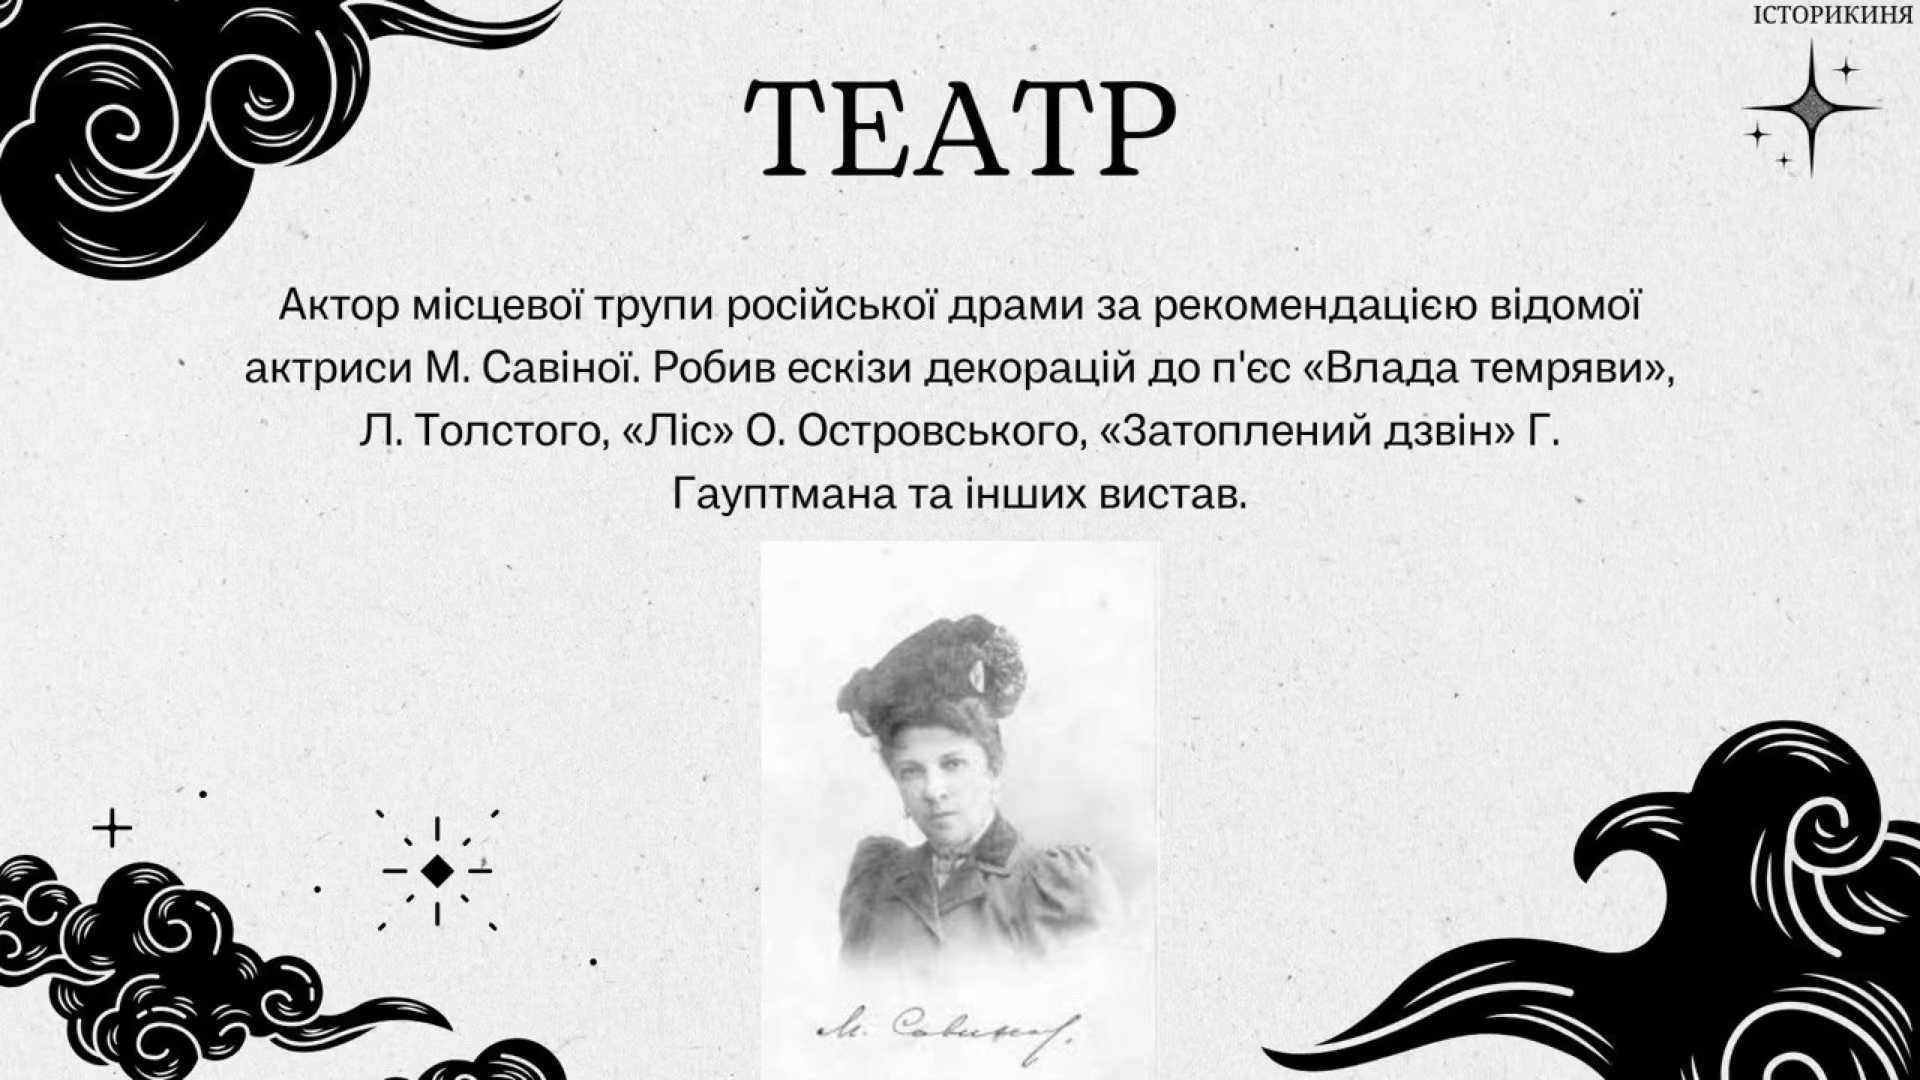 ІСТОРИКИНЯ
ТЕАТР
Актор місцевої трупи російської драми за рекомендацією відомої
актриси М. Савіної. Робив ескізи декорацій до п'єс «Влада темряви»,
Л. Толстого, «Ліс» О. Островського, «Затоплений дзвін» Г.
Гауптмана та інших вистав.
М. Савина.